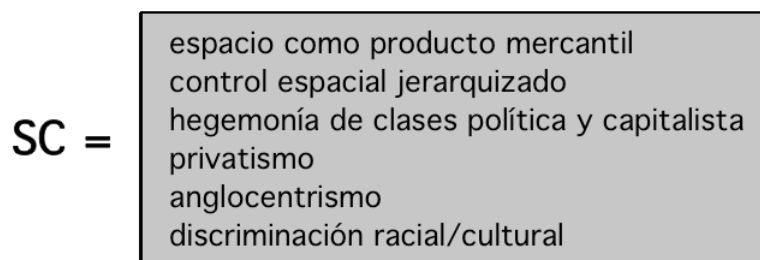 espacio como producto mercantil
control espacial jerarquizado
SC =
hegemonía de clases política y capitalista
privatismo
anglocentrismo
discriminación racial/cultural